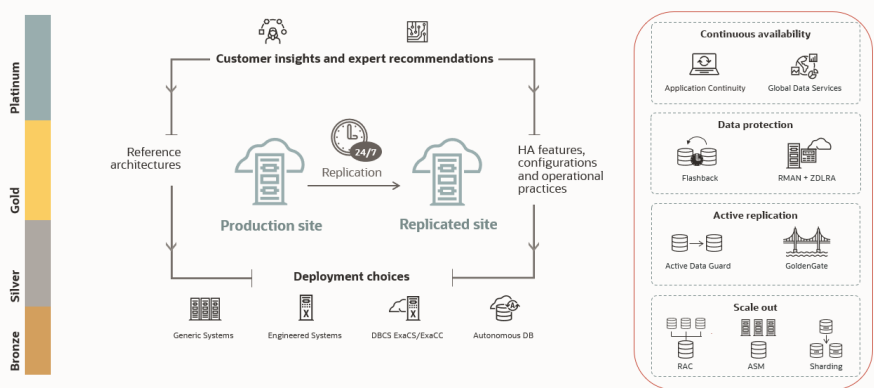 Platinum
Gold
Silver
Bronze
Customer insights and expert recommendations
Reference
architectures
24/7
Replication
HA features,
configurations
and operational
practices
Production site
Replicated site
Deployment choices
X
X
A
Generic Systems
Engineered Systems
DBCS ExaCS/ExaCC
Autonomous DB
Continuous availability
Application Continuity
Global Data Services
Data protection
Flashback
RMAN + ZDLRA
Active replication
Active Data Guard
GoldenGate
Scale out
RAC
ASM
Sharding